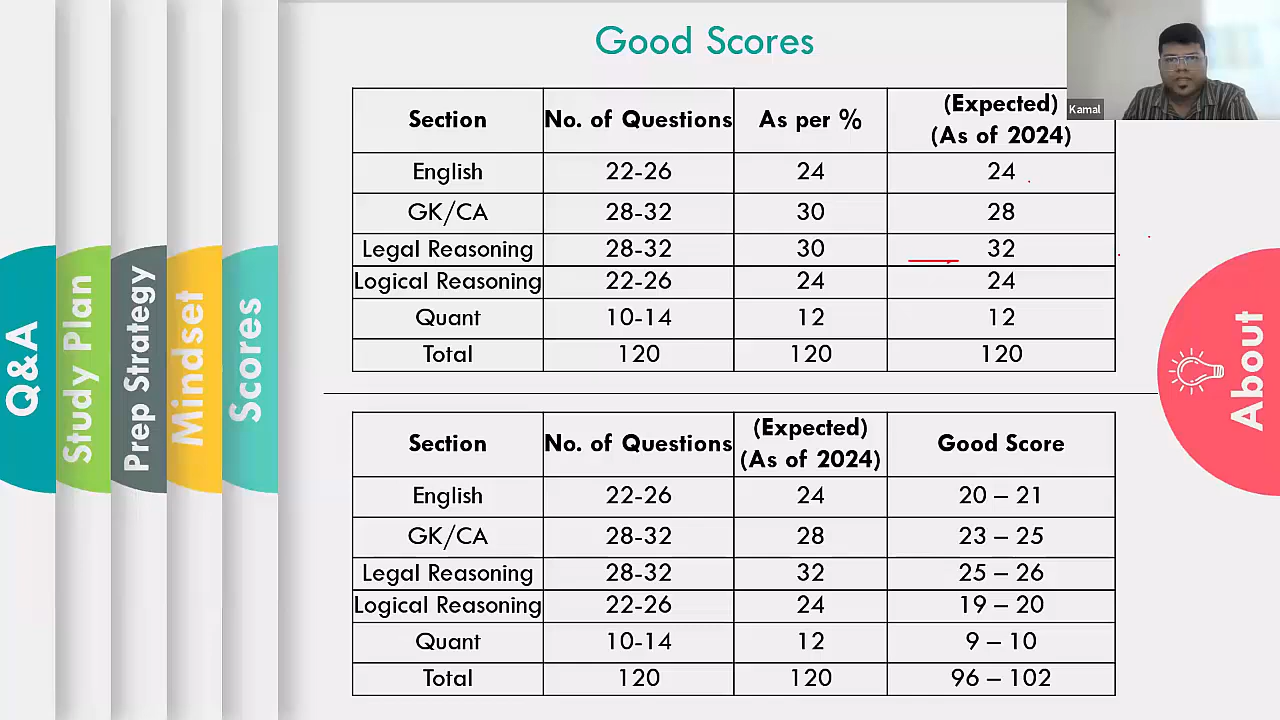 Good Scores
Kamal
Section No. of Questions As per % (Expected) (As of 2024)
English 22-26 24 24
GK/CA 28-32 30 28
Legal Reasoning 28-32 30 32
Logical Reasoning 22-26 24 24
Quant 10-14 12 12
Total 120 120 120
Section No. of Questions (Expected) (As of 2024) Good Score
English 22-26 24 20 – 21
GK/CA 28-32 28 23 – 25
Legal Reasoning 28-32 32 25 – 26
Logical Reasoning 22-26 24 19 – 20
Quant 10-14 12 9 – 10
Total 120 120 96 – 102
Q&A
Study Plan
Prep Strategy
Mindset
Scores
About